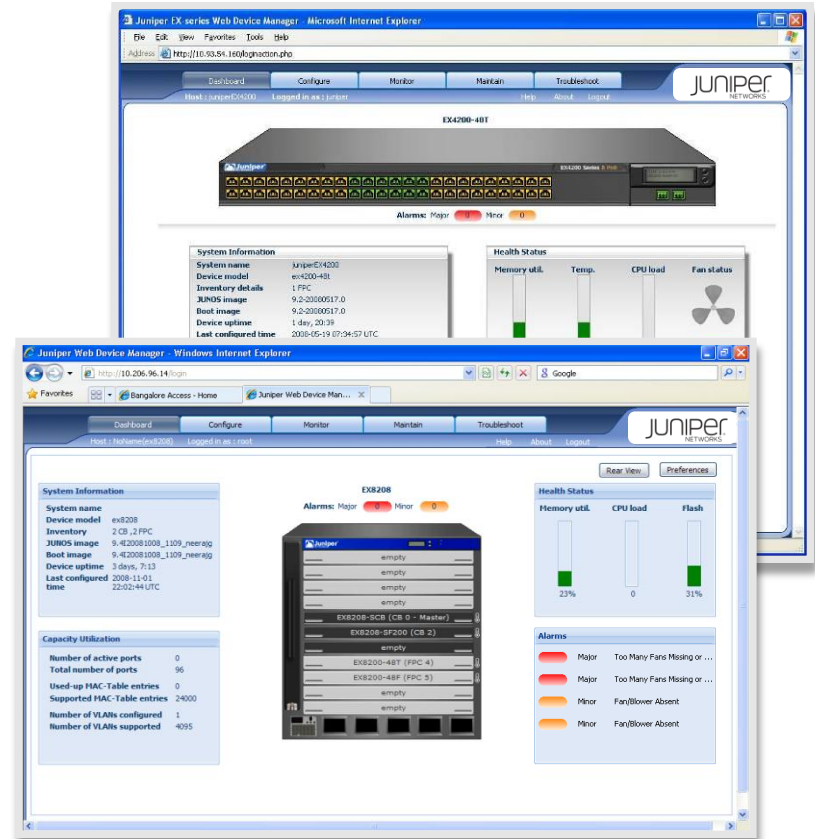 Juniper EX-series Web Device Manager - Microsoft Internet Explorer
File Edit View Favorites Tools Help
Address http://10.93.54.160/loginaction.php
Dashboard Configure Monitor Maintain Troubleshoot
JUNIPER
NETWORKS
Host : juniperEX4200 Logged in as : juniper Help About Logout
EX4200-48T
Juniper
EX4200 Series
Alarms: Major 0 Minor 0
System Information
System name juniperEX4200
Device model ex4200-48t
Inventory details 1 FPC
JUNOS image 9.2-20080517.0
Boot image 9.2-20080517.0
Device uptime 1 day, 20:39
Last configured time 2008-05-19 07:34:57 UTC
Health Status
Memory util. Temp. CPU load Fan status
Juniper Web Device Manager - Windows Internet Explorer
http://10.206.96.14/login
Google
Favorites Bangalore Access - Home Juniper Web Device Man...
Dashboard Configure Monitor Maintain Troubleshoot
JUNIPER
NETWORKS
Host : NoName(ex8208) Logged in as : root Help About Logout
Rear View Preferences
System Information
System name
Device model ex8208
Inventory 2 CB ,2 FPC
JUNOS image 9.4I20081008_1109_neerajg
Boot image 9.4I20081008_1109_neerajg
Device uptime 3 days, 7:13
Last configured time 2008-11-01 22:02:44 UTC
Capacity Utilization
Number of active ports 0
Total number of ports 96
Used-up MAC-Table entries 0
Supported MAC-Table entries 24000
Number of VLANs configured 1
Number of VLANs supported 4095
EX8208
Alarms: Major 0 Minor 0
Juniper
empty
empty
empty
empty
EX8208-SCB (CB 0 - Master)
EX8208-SF200 (CB 2)
empty
EX8200-48T (FPC 4)
EX8200-48F (FPC 5)
empty
empty
Health Status
Memory util. CPU load Flash
23% 0 31%
Alarms
Major Too Many Fans Missing or ...
Major Too Many Fans Missing or ...
Minor Fan/Blower Absent
Minor Fan/Blower Absent